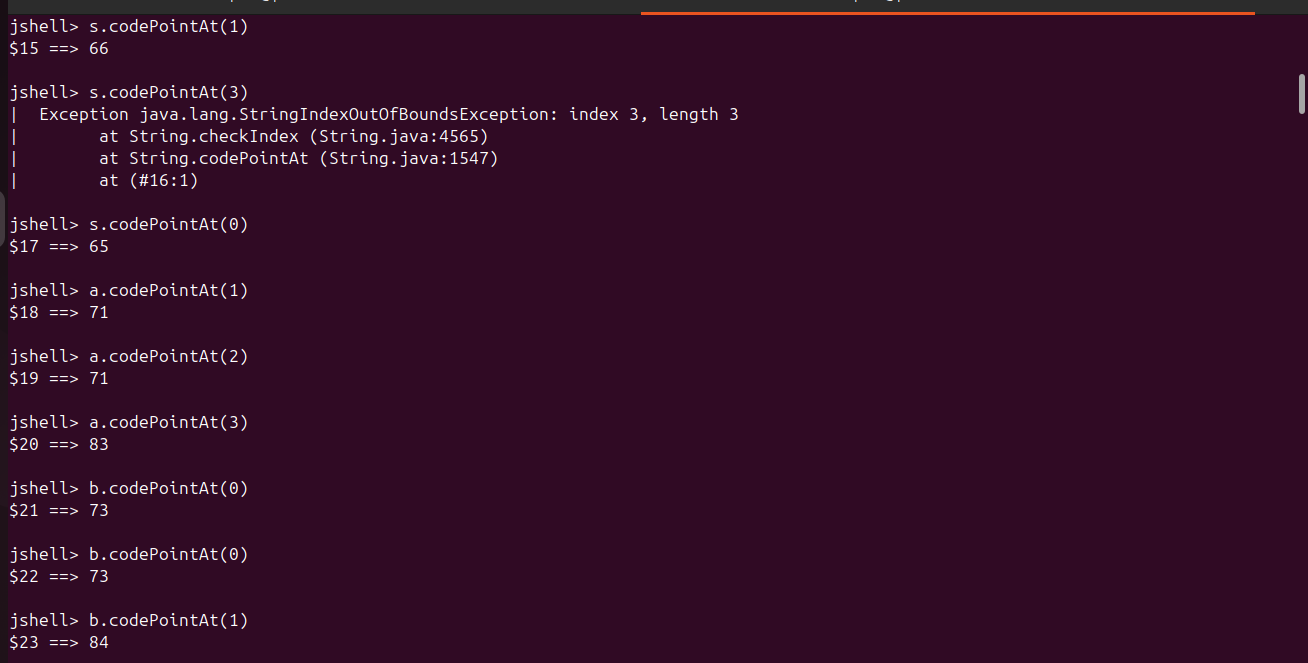 jshell> s.codePointAt(1)
$15 ==> 66
jshell> s.codePointAt(3)
|  Exception java.lang.StringIndexOutOfBoundsException: index 3, length 3
|        at String.checkIndex (String.java:4565)
|        at String.codePointAt (String.java:1547)
|        at (#16:1)
jshell> s.codePointAt(0)
$17 ==> 65
jshell> a.codePointAt(1)
$18 ==> 71
jshell> a.codePointAt(2)
$19 ==> 71
jshell> a.codePointAt(3)
$20 ==> 83
jshell> b.codePointAt(0)
$21 ==> 73
jshell> b.codePointAt(0)
$22 ==> 73
jshell> b.codePointAt(1)
$23 ==> 84